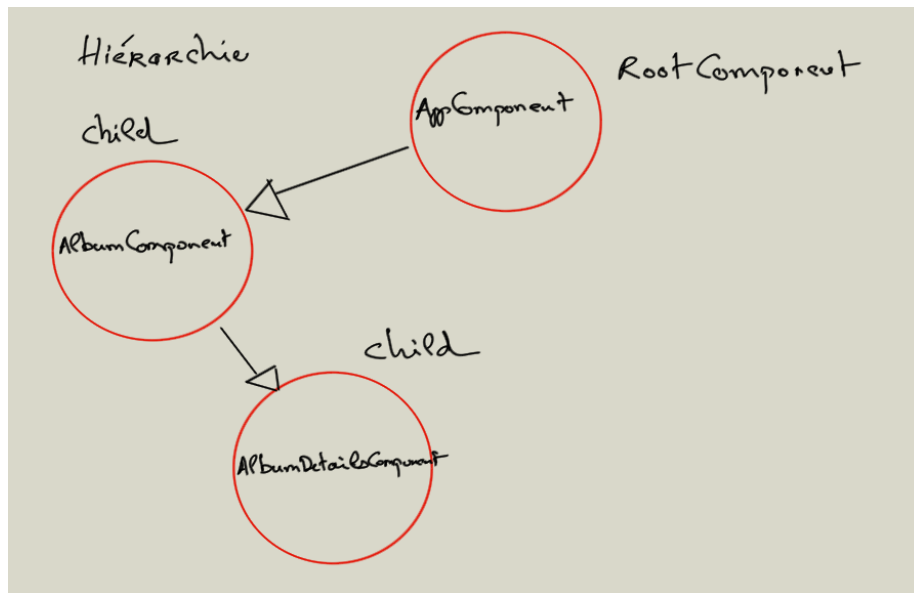 Hiérarchie
RootComponent
AppComponent
child
AlbumComponent
child
AlbumDetailsComponent